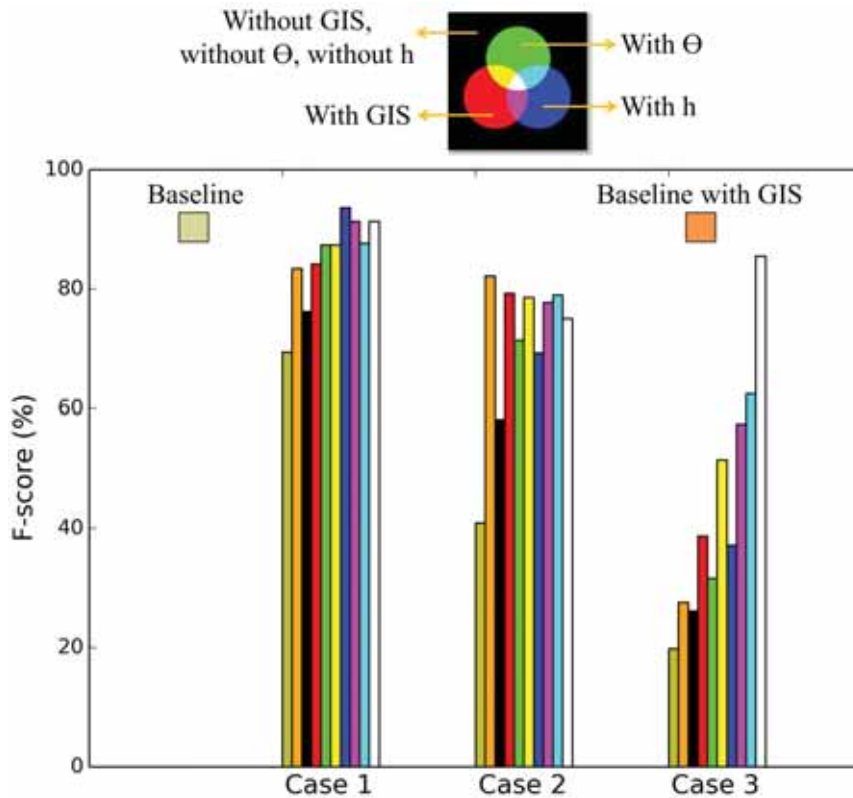 Without GIS,
without Θ, without h
With Θ
With GIS
With h
100
Baseline
Baseline with GIS
80
60
40
20
0
F-score (%)
Case 1
Case 2
Case 3